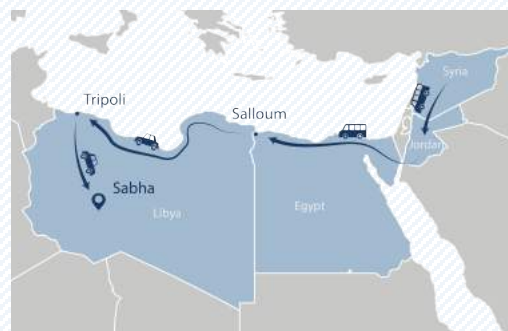 Tripoli
Salloum
Syria
Jordan
Sabha
Libya
Egypt